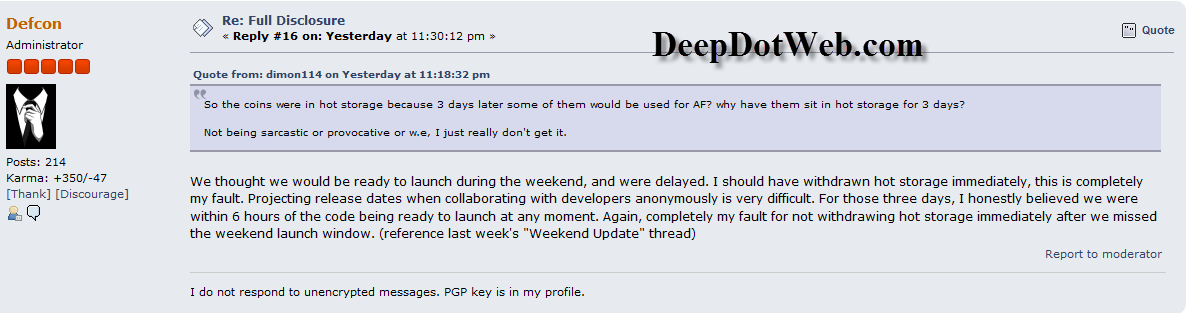 Defcon
Administrator
Posts: 214
Karma: +350/-47
[Thank] [Discourage]
Re: Full Disclosure
« Reply #16 on: Yesterday at 11:30:12 pm »
DeepDotWeb.com
Quote
Quote from: dimon114 on Yesterday at 11:18:32 pm
So the coins were in hot storage because 3 days later some of them would be used for AF? why have them sit in hot storage for 3 days?
Not being sarcastic or provocative or w.e, I just really don't get it.
We thought we would be ready to launch during the weekend, and were delayed. I should have withdrawn hot storage immediately, this is completely
my fault. Projecting release dates when collaborating with developers anonymously is very difficult. For those three days, I honestly believed we were
within 6 hours of the code being ready to launch at any moment. Again, completely my fault for not withdrawing hot storage immediately after we missed
the weekend launch window. (reference last week's "Weekend Update" thread)
Report to moderator
I do not respond to unencrypted messages. PGP key is in my profile.